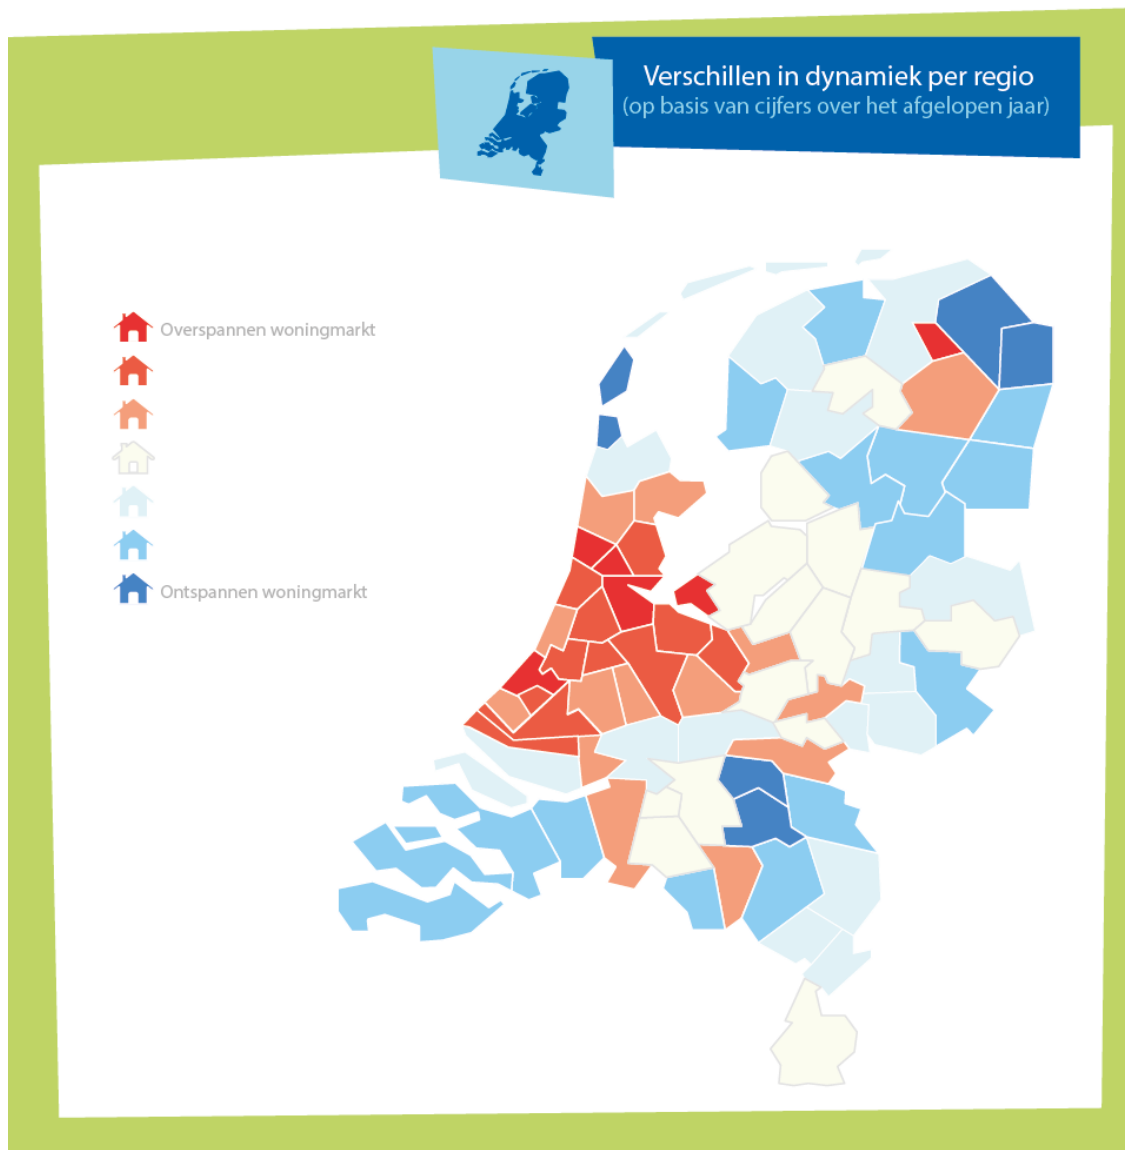 Verschillen in dynamiek per regio
(op basis van cijfers over het afgelopen jaar)
Overspannen woningmarkt
Ontspannen woningmarkt